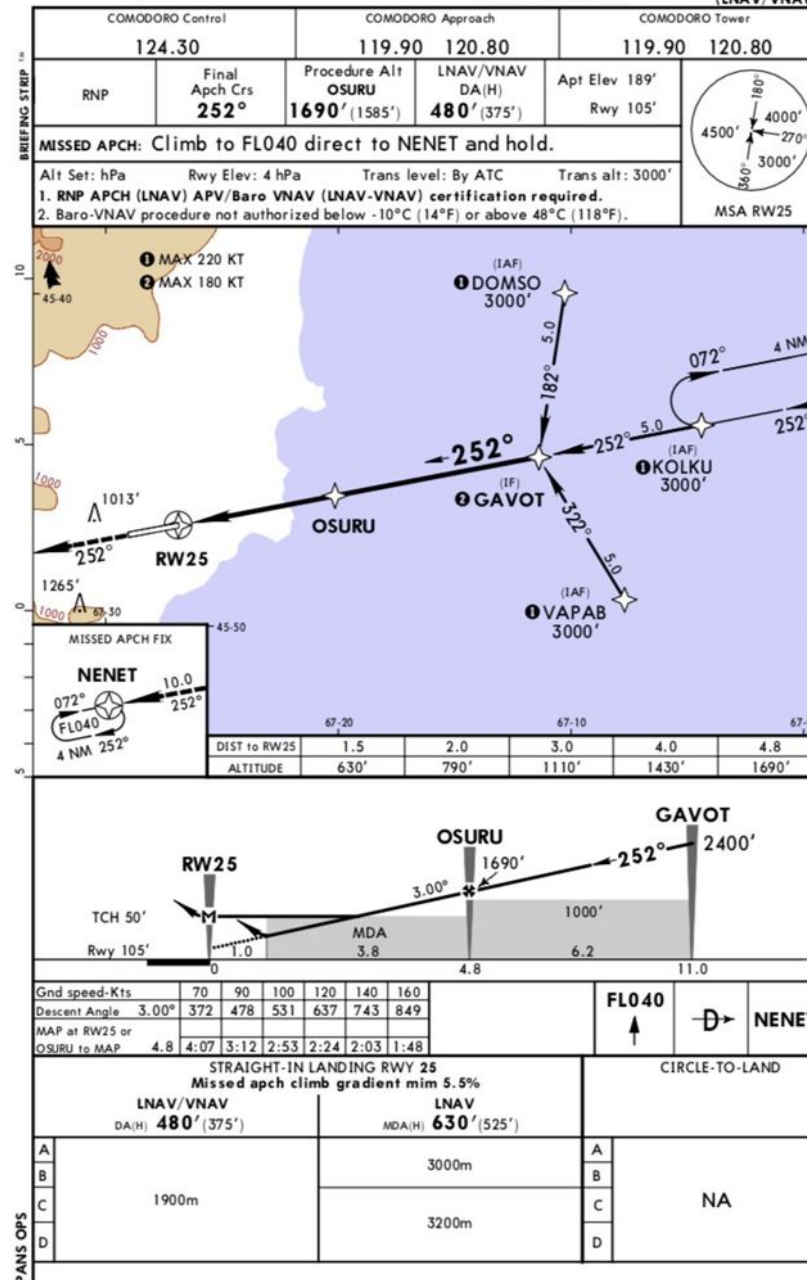 (LNAV/VNAV
BRIEFING STRIP TM
COMODORO Control
124.30
COMODORO Approach
119.90 120.80
COMODORO Tower
119.90 120.80
RNP
Final
Apch Crs
252°
Procedure Alt
OSURU
1690' (1585')
LNAV/VNAV
DA(H)
480' (375')
Apt Elev 189'
Rwy 105'
MISSED APCH: Climb to FL040 direct to NENET and hold.
Alt Set: hPa Rwy Elev: 4 hPa Trans level: By ATC Trans alt: 3000'
1. RNP APCH (LNAV) APV/Baro VNAV (LNAV-VNAV) certification required.
2. Baro-VNAV procedure not authorized below -10°C (14°F) or above 48°C (118°F).
180°
4000'
4500'
270°
3000'
360°
MSA RW25
2000
1 MAX 220 KT
2 MAX 180 KT
45-40
1000
10
(IAF)
1 DOMSO
3000'
5.0
182°
072°
4 NM
252°
5
252°
252°
5.0
(IAF)
1 KOLKU
3000'
(IF)
2 GAVOT
OSURU
322°
5.0
1000
1013'
RW25
252°
1265'
1000
67-30
0
(IAF)
1 VAPAB
3000'
45-50
MISSED APCH FIX
NENET
10.0
252°
072°
FL040
4 NM 252°
67-20
67-10
67-0
5
DIST to RW25 1.5 2.0 3.0 4.0 4.8
ALTITUDE 630' 790' 1110' 1430' 1690'
GAVOT
2400'
OSURU
1690'
252°
RW25
3.00°
M
TCH 50'
MDA
1000'
Rwy 105'
1.0
3.8
6.2
0
4.8
11.0
Gnd speed-Kts 70 90 100 120 140 160
Descent Angle 3.00° 372 478 531 637 743 849
MAP at RW25 or
OSURU to MAP 4.8 4:07 3:12 2:53 2:24 2:03 1:48
FL040
D
NENET
STRAIGHT-IN LANDING RWY 25
Missed apch climb gradient mim 5.5%
CIRCLE-TO-LAND
LNAV/VNAV
DA(H) 480' (375')
LNAV
MDA(H) 630' (525')
A
B
C
D
1900m
3000m
3200m
A
B
C
D
NA
PANS OPS